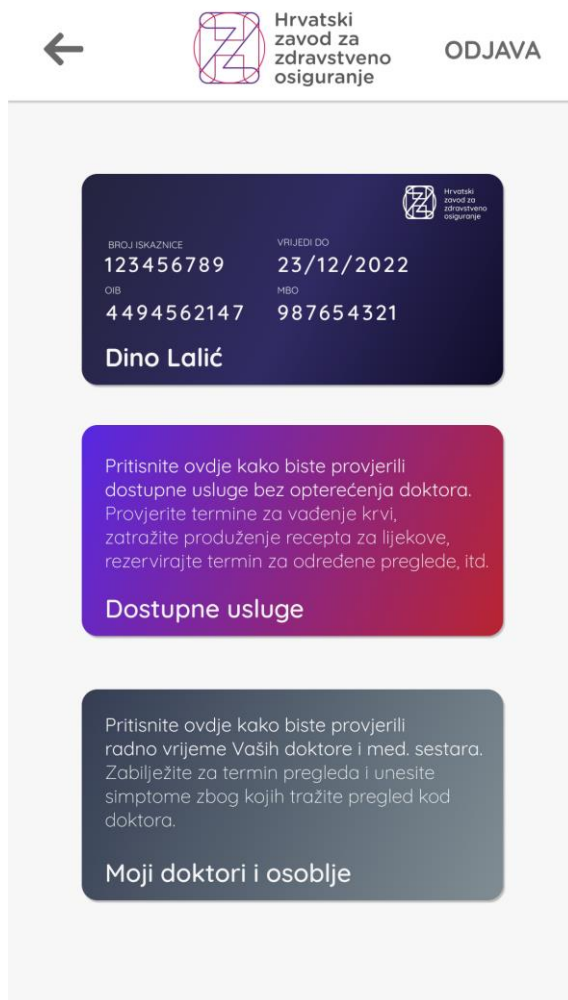 Hrvatski
zavod za
zdravstveno
osiguranje
ODJAVA
Hrvatski
zavod za
zdravstveno
osiguranje
BROJ ISKAZNICE
VRIJEDI DO
123456789
23/12/2022
OIB
MBO
4494562147
987654321
Dino Lalić
Pritisnite ovdje kako biste provjerili
dostupne usluge bez opterećenja doktora.
Provjerite termine za vađenje krvi,
zatražite produženje recepta za lijekove,
rezervirajte termin za određene preglede, itd.
Dostupne usluge
Pritisnite ovdje kako biste provjerili
radno vrijeme Vaših doktore i med. sestara.
Zabilježite za termin pregleda i unesite
simptome zbog kojih tražite pregled kod
doktora.
Moji doktori i osoblje